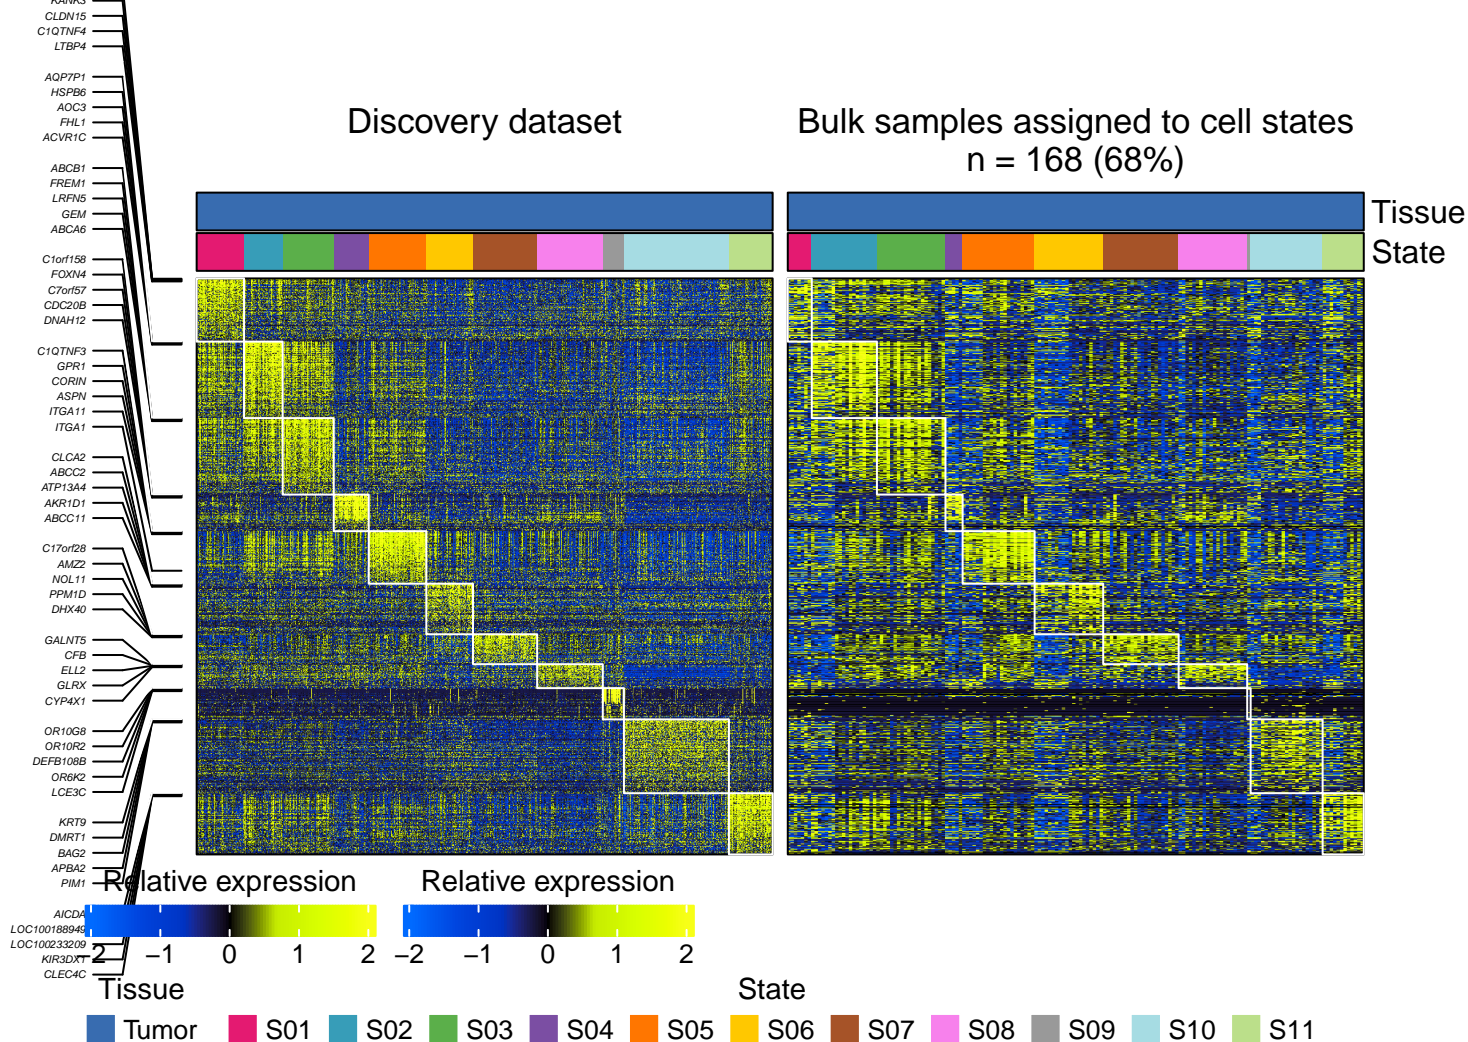 KANK3
CLDN15
C1QTNF4
LTBP4
AQP7P1
HSPB6
AOC3
FHL1
ACVR1C
ABCB1
FREM1
LRFN5
GEM
ABCA6
C1orf158
FOXN4
C7orf57
CDC20B
DNAH12
C1QTNF3
GPR1
CORIN
ASPN
ITGA11
ITGA1
CLCA2
ABCC2
ATP13A4
AKR1D1
ABCC11
C17orf28
AMZ2
NOL11
PPM1D
DHX40
GALNT5
CFB
ELL2
GLRX
CYP4X1
OR10G8
OR10R2
DEFB108B
OR6K2
LCE3C
KRT9
DMRT1
BAG2
APBA2
PIM1
AICDA
LOC100188949
LOC100233209
KIR3DX1
CLEC4C
Discovery dataset
Bulk samples assigned to cell states
n = 168 (68%)
Tissue
State
Relative expression
−2 −1 0 1 2
Relative expression
−2 −1 0 1 2
Tissue
Tumor
State
S01 S02 S03 S04 S05 S06 S07 S08 S09 S10 S11